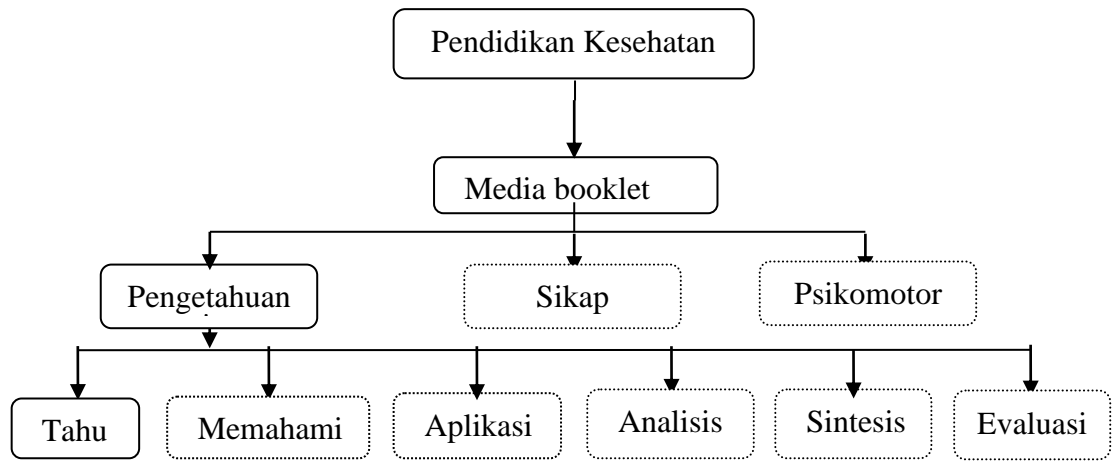 Pendidikan Kesehatan
Media booklet
Pengetahuan
Sikap
Psikomotor
Tahu
Memahami
Aplikasi
Analisis
Sintesis
Evaluasi